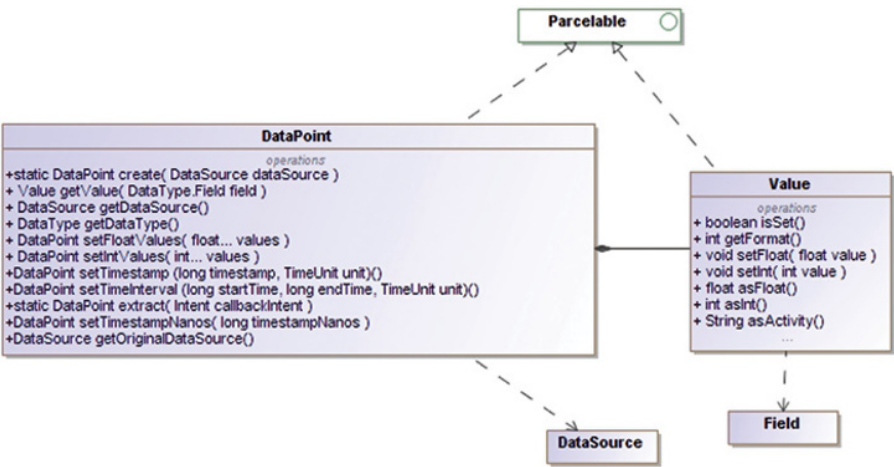 Parcelable
DataPoint
operations
+static DataPoint create( DataSource dataSource )
+ Value getValue( DataType.Field field )
+ DataSource getDataSource()
+ DataType getDataType()
+ DataPoint setFloatValues( float... values )
+ DataPoint setIntValues( int... values )
+DataPoint setTimestamp (long timestamp, TimeUnit unit)()
+DataPoint setTimeInterval (long startTime, long endTime, TimeUnit unit)()
+static DataPoint extract( Intent callbackIntent )
+DataPoint setTimestampNanos( long timestampNanos )
+DataSource getOriginalDataSource()
Value
operations
+ boolean isSet()
+ int getFormat()
+ void setFloat( float value )
+ void setInt( int value )
+ float asFloat()
+ int asInt()
+ String asActivity()
...
DataSource
Field